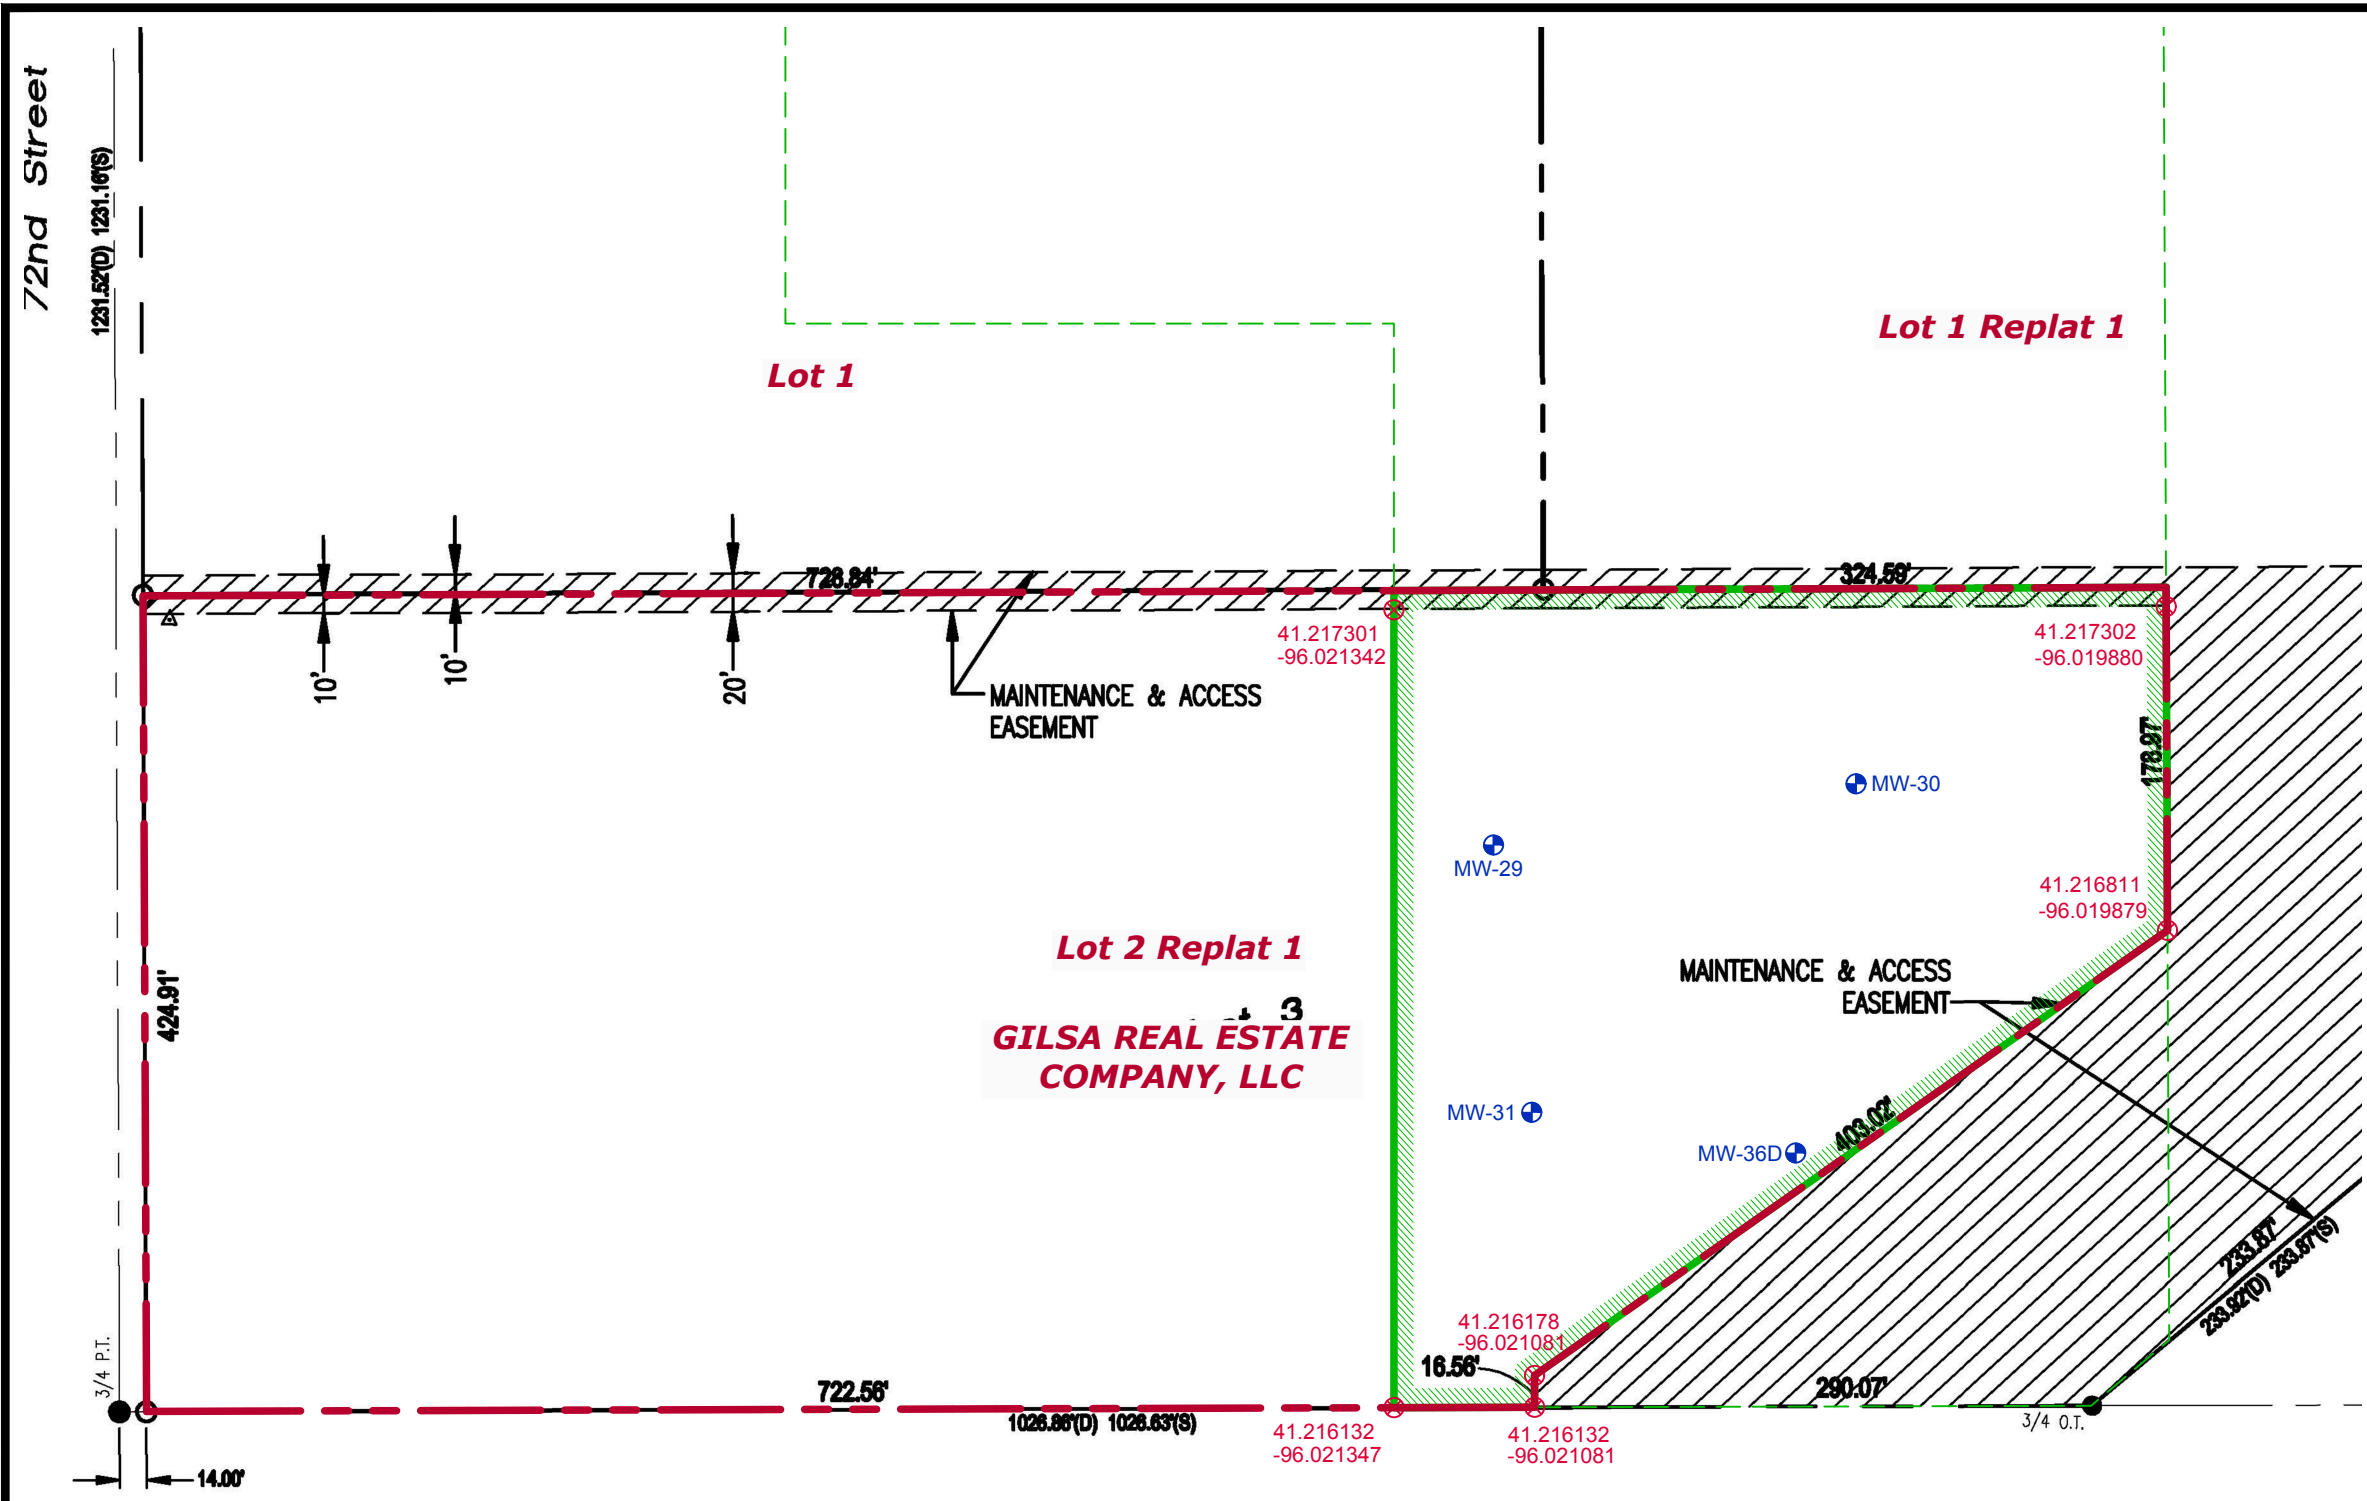 72nd Street
1231.52'(D) 1231.16'(S)
Lot 1 Replat 1
Lot 1
728.84'
324.59'
10'
10'
20'
41.217301
-96.021342
41.217302
-96.019880
MAINTENANCE & ACCESS
EASEMENT
178.97'
MW-30
MW-29
41.216811
-96.019879
Lot 2 Replat 1
3
GILSA REAL ESTATE
COMPANY, LLC
MAINTENANCE & ACCESS
EASEMENT
424.91'
MW-31
MW-36D
403.02'
233.87'
233.92'(D) 233.87'(S)
41.216178
-96.021081
16.56'
3/4 P.T.
722.56'
1026.86'(D) 1026.63'(S)
290.07'
3/4 O.T.
41.216132
-96.021347
41.216132
-96.021081
14.00'